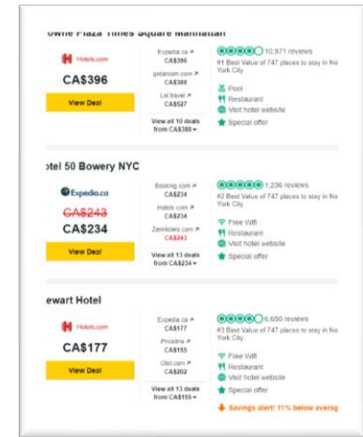 owne Plaza Times Square Manhattan
Hotels.com
CA$396
View Deal
Expedia.ca
CA$396
getaroom.com
CA$388
Lol.travel
CA$527
View all 10 deals
from CA$380
10,971 reviews
#1 Best Value of 747 places to stay in New
York City
Pool
Restaurant
Visit hotel website
Special offer
otel 50 Bowery NYC
Expedia.ca
CA$243
CA$234
View Deal
Booking.com
CA$234
Hotels.com
CA$234
ZenHotels.com
CA$243
View all 13 deals
from CA$234
1,236 reviews
#2 Best Value of 747 places to stay in New
York City
Free Wifi
Restaurant
Visit hotel website
Special offer
ewart Hotel
Hotels.com
CA$177
View Deal
Expedia.ca
CA$177
Priceline
CA$155
Otel.com
CA$202
View all 13 deals
from CA$155
6,650 reviews
#3 Best Value of 747 places to stay in New
York City
Free Wifi
Restaurant
Visit hotel website
Special offer
Savings alert! 11% below averag